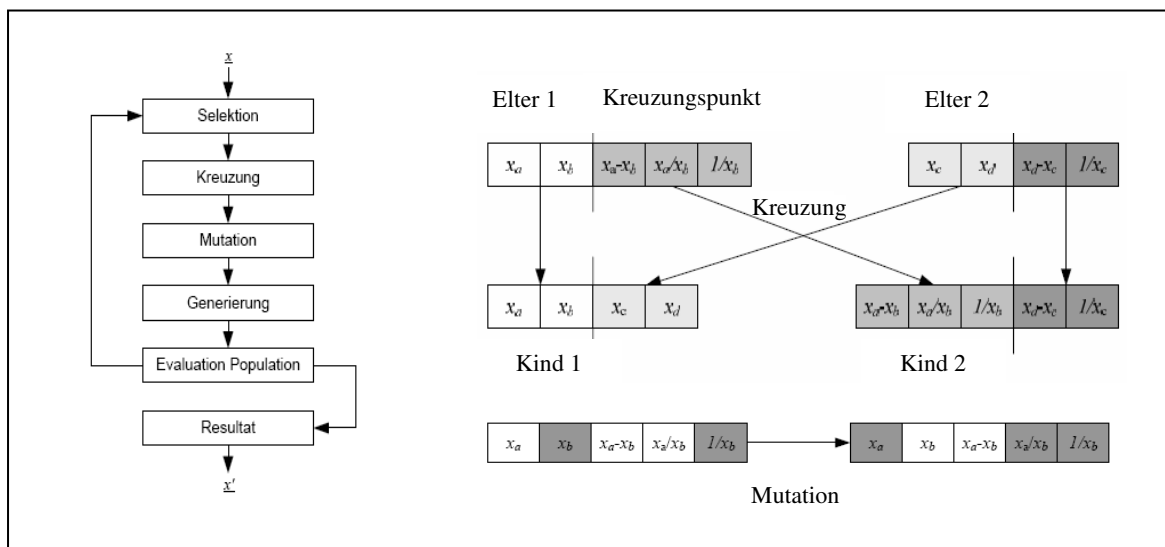 x
Selektion
Kreuzung
Mutation
Generierung
Evaluation Population
Resultat
x'
Elter 1 Kreuzungspunkt Elter 2
xa xb xa-xb xa/xb 1/xb xc xd xd-xc 1/xc
Kreuzung
xa xb xc xd xa-xb xa/xb 1/xb xd-xc 1/xc
Kind 1 Kind 2
xa xb xa-xb xa/xb 1/xb xa xb xa-xb xa/xb 1/xb
Mutation